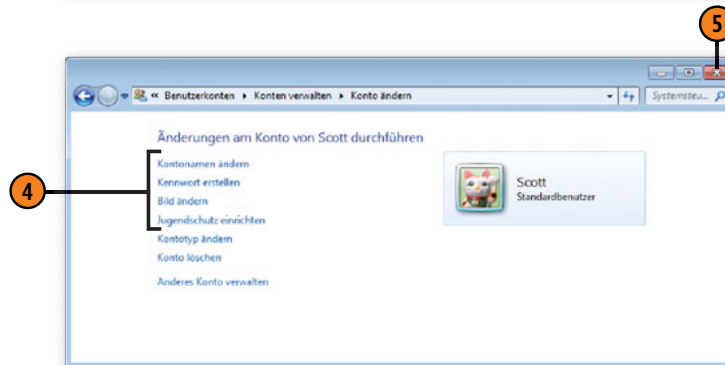 5
« Benutzerkonten ▸ Konten verwalten ▸ Konto ändern
Systemsteu...
Änderungen am Konto von Scott durchführen
Kontonamen ändern
Kennwort erstellen
Bild ändern
Jugendschutz einrichten
Kontotyp ändern
Konto löschen
Anderes Konto verwalten
4
Scott
Standardbenutzer